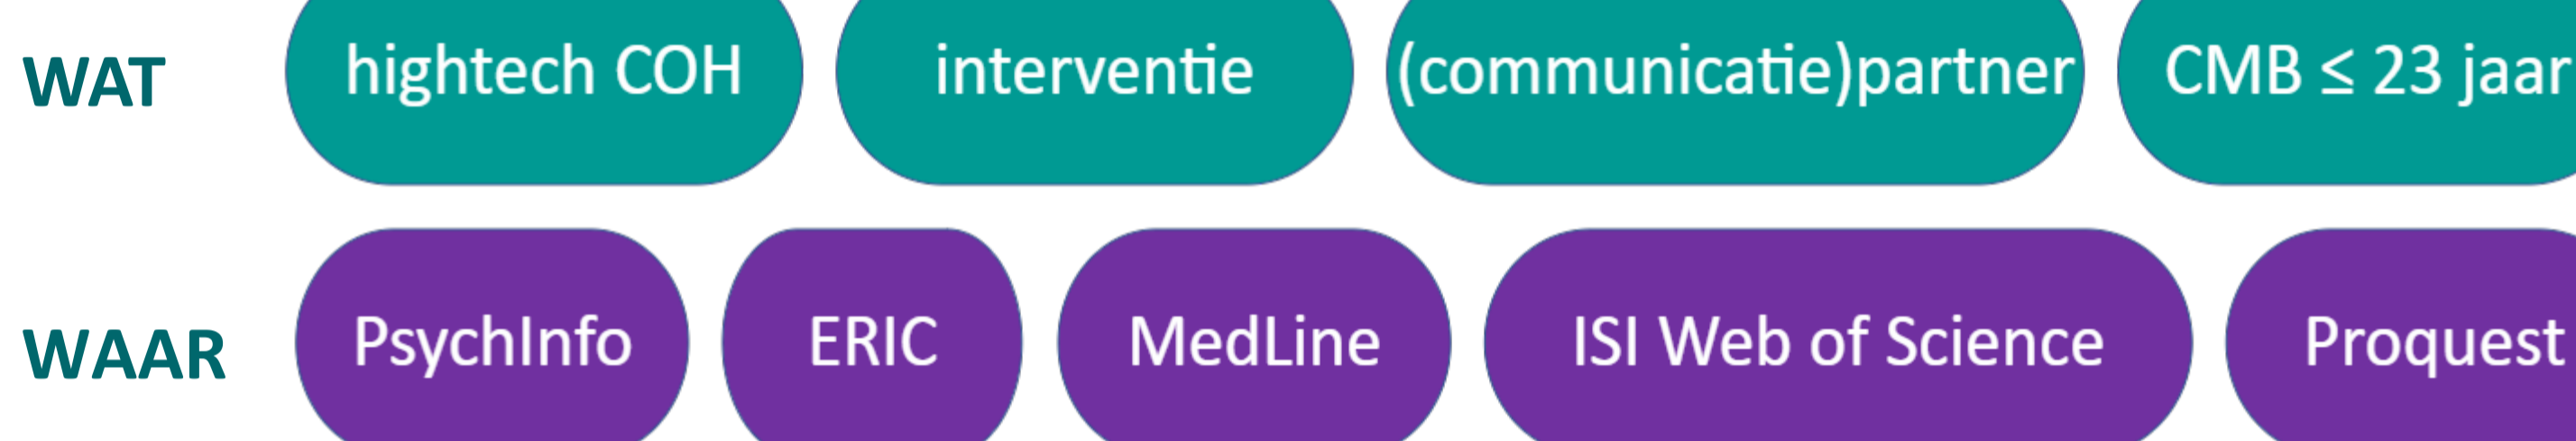 WAT hightech COH interventie (communicatie)partner CMB ≤ 23 jaar
WAAR PsychInfo ERIC MedLine ISI Web of Science Proquest